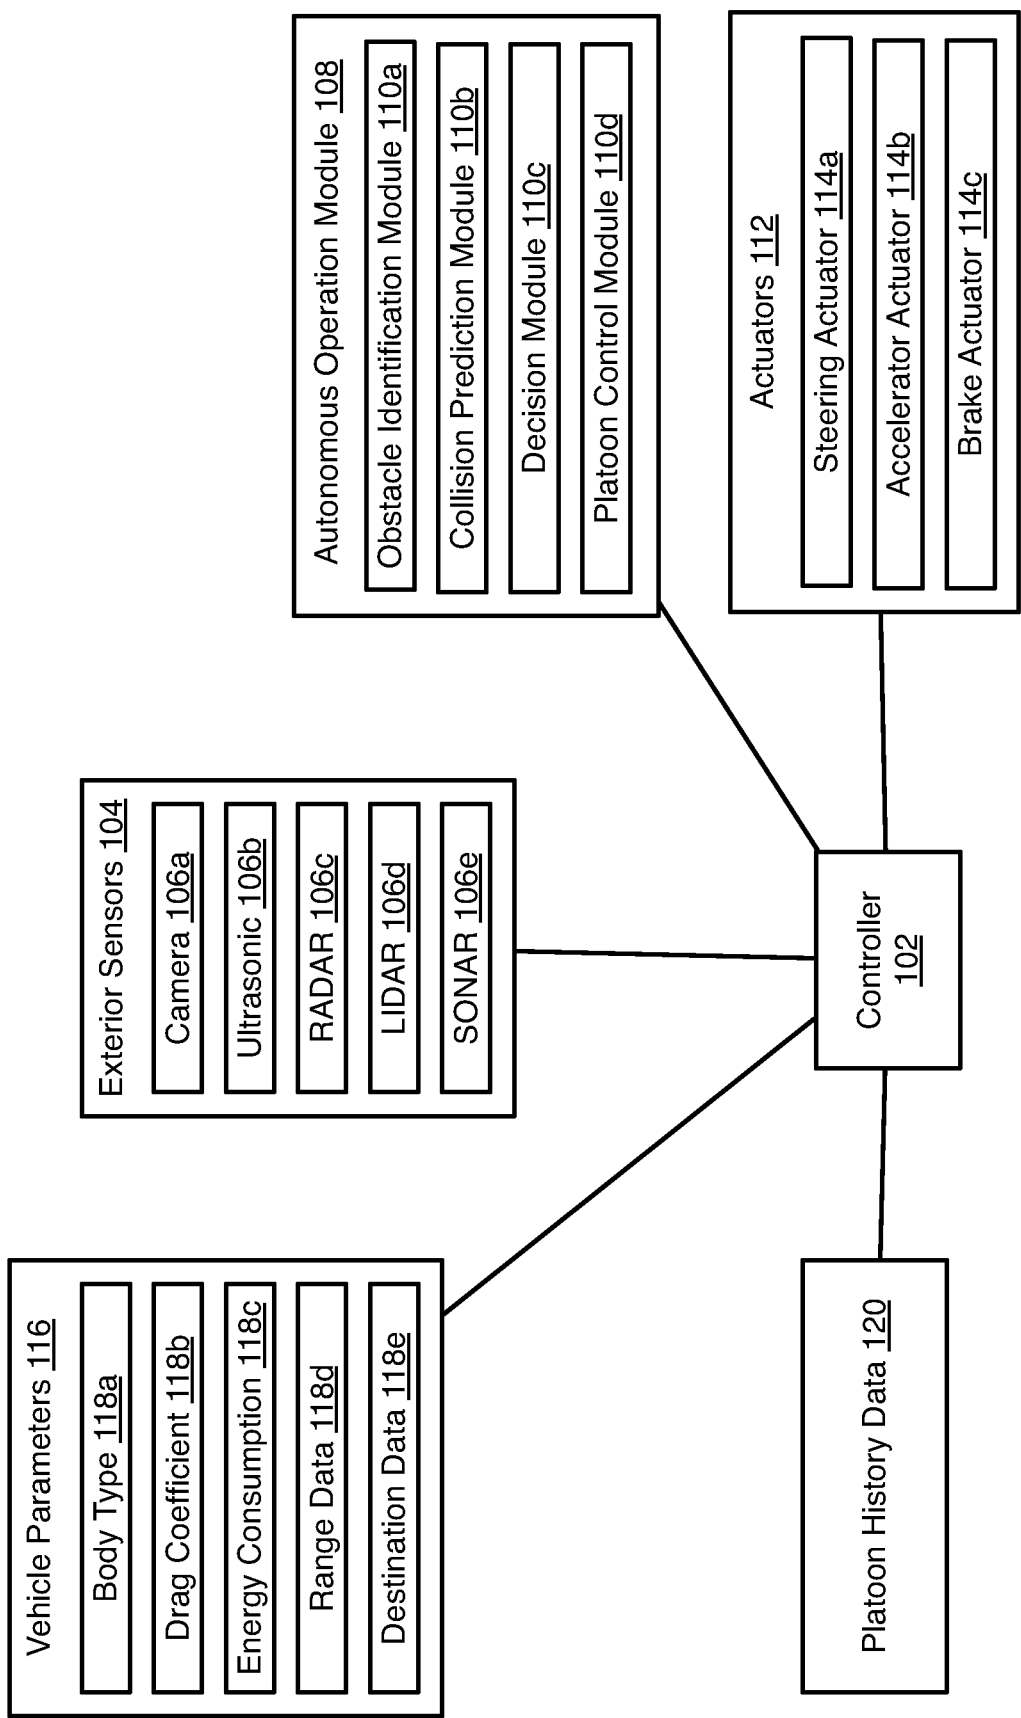 Vehicle Parameters 116
Body Type 118a
Drag Coefficient 118b
Energy Consumption 118c
Range Data 118d
Destination Data 118e
Exterior Sensors 104
Camera 106a
Ultrasonic 106b
RADAR 106c
LIDAR 106d
SONAR 106e
Autonomous Operation Module 108
Obstacle Identification Module 110a
Collision Prediction Module 110b
Decision Module 110c
Platoon Control Module 110d
Platoon History Data 120
Controller
102
Actuators 112
Steering Actuator 114a
Accelerator Actuator 114b
Brake Actuator 114c